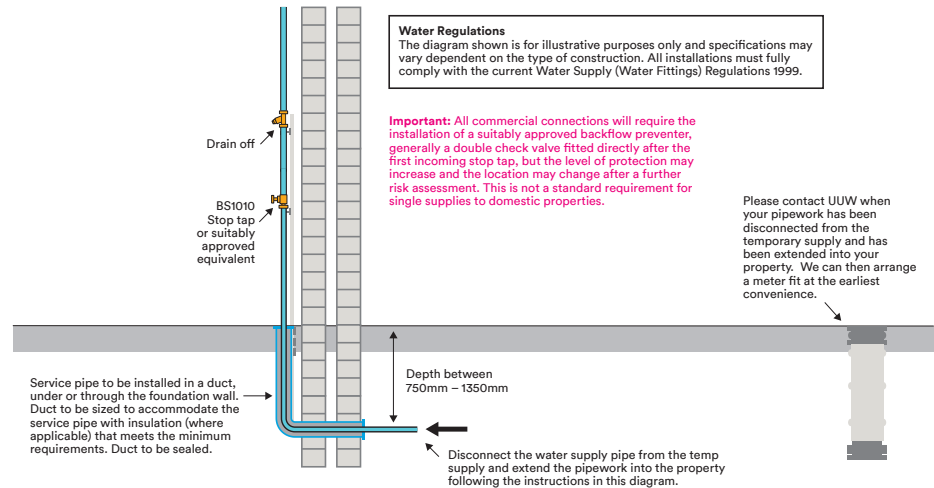 Water Regulations
The diagram shown is for illustrative purposes only and specifications may
vary dependent on the type of construction. All installations must fully
comply with the current Water Supply (Water Fittings) Regulations 1999.
Drain off
Important: All commercial connections will require the
installation of a suitably approved backflow preventer,
generally a double check valve fitted directly after the
first incoming stop tap, but the level of protection may
increase and the location may change after a further
risk assessment. This is not a standard requirement for
single supplies to domestic properties.
BS1010
Stop tap
or suitably
approved
equivalent
Please contact UUW when
your pipework has been
disconnected from the
temporary supply and has
been extended into your
property. We can then arrange
a meter fit at the earliest
convenience.
Service pipe to be installed in a duct,
under or through the foundation wall.
Duct to be sized to accommodate the
service pipe with insulation (where
applicable) that meets the minimum
requirements. Duct to be sealed.
Depth between
750mm – 1350mm
Disconnect the water supply pipe from the temp
supply and extend the pipework into the property
following the instructions in this diagram.